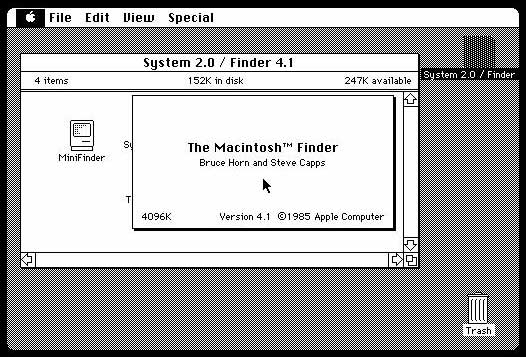 File Edit View Special
System 2.0 / Finder 4.1
4 items 152K in disk 247K available
System 2.0 / Finder
MiniFinder
Sy
T
The Macintosh™ Finder
Bruce Horn and Steve Capps
4096K Version 4.1 ©1985 Apple Computer
Trash